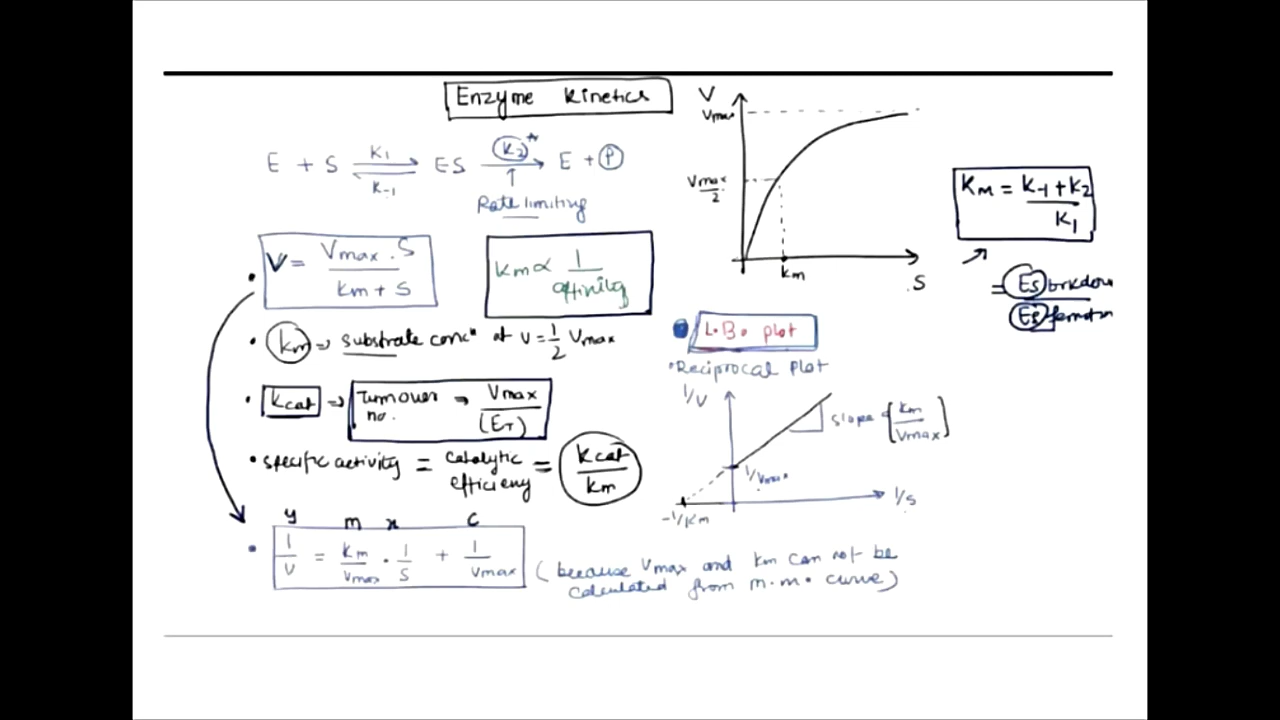 Enzyme Kinetics
E + S K1 K-1 ES K2* E + P
Rate limiting
V = Vmax . S / Km + S
Km ∝ 1 / affinity
• Km ⇒ substrate concⁿ at V = 1/2 Vmax
• Kcat ⇒ Turnover no. → Vmax / (ET)
• specific activity = catalytic efficiency = Kcat / Km
y m x c
• 1/V = Km/Vmax . 1/S + 1/Vmax (because Vmax and Km can not be
calculated from m.m. curve)
V
Vmax
Vmax/2
Km
S
KM = K-1 + K2 / K1
= ES / ES
L.B. plot
• Reciprocal plot
1/V
slope [Km / Vmax]
1/Vmax
-1/Km
1/S